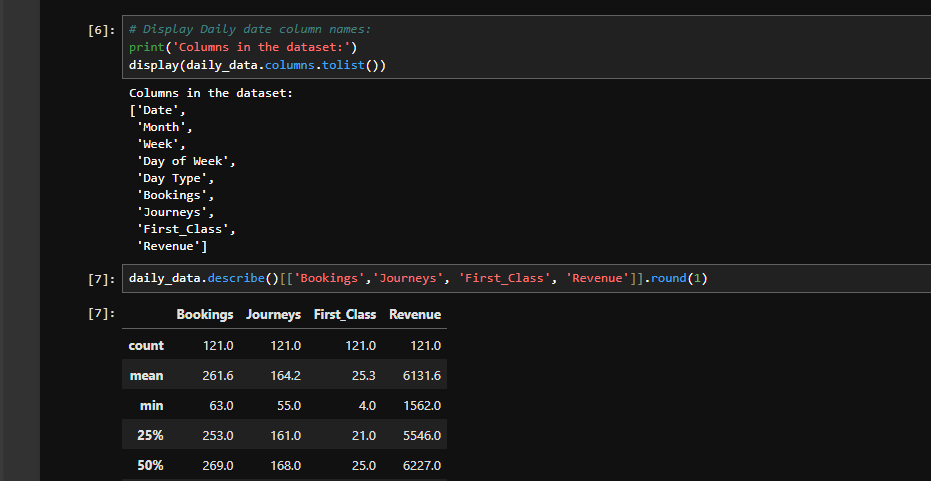 [6]: # Display Daily date column names:
print('Columns in the dataset:')
display(daily_data.columns.tolist())
Columns in the dataset:
['Date',
'Month',
'Week',
'Day of Week',
'Day Type',
'Bookings',
'Journeys',
'First_Class',
'Revenue']
[7]: daily_data.describe()[['Bookings','Journeys', 'First_Class', 'Revenue']].round(1)
[7]: Bookings Journeys First_Class Revenue
count 121.0 121.0 121.0 121.0
mean 261.6 164.2 25.3 6131.6
min 63.0 55.0 4.0 1562.0
25% 253.0 161.0 21.0 5546.0
50% 269.0 168.0 25.0 6227.0